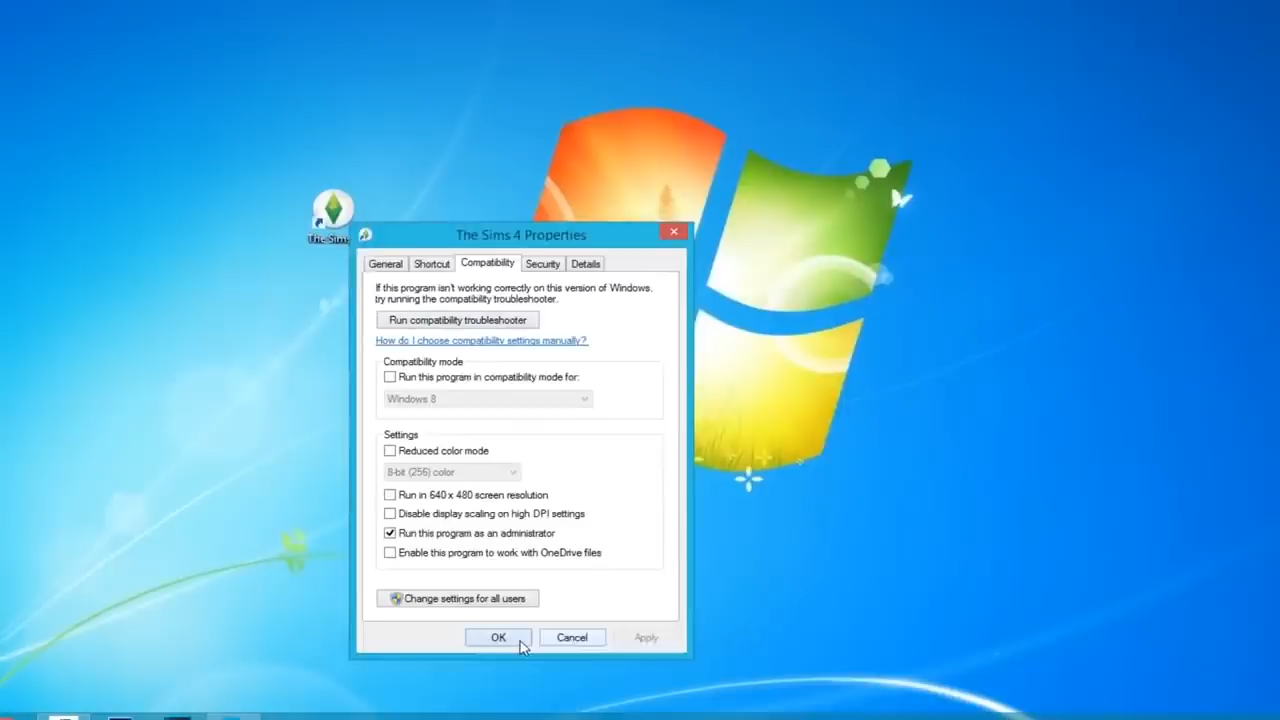 The Sims
The Sims 4 Properties
General
Shortcut
Compatibility
Security
Details
If this program isn't working correctly on this version of Windows,
try running the compatibility troubleshooter.
Run compatibility troubleshooter
How do I choose compatibility settings manually?
Compatibility mode
Run this program in compatibility mode for:
Windows 8
Settings
Reduced color mode
8-bit (256) color
Run in 640 x 480 screen resolution
Disable display scaling on high DPI settings
Run this program as an administrator
Enable this program to work with OneDrive files
Change settings for all users
OK
Cancel
Apply